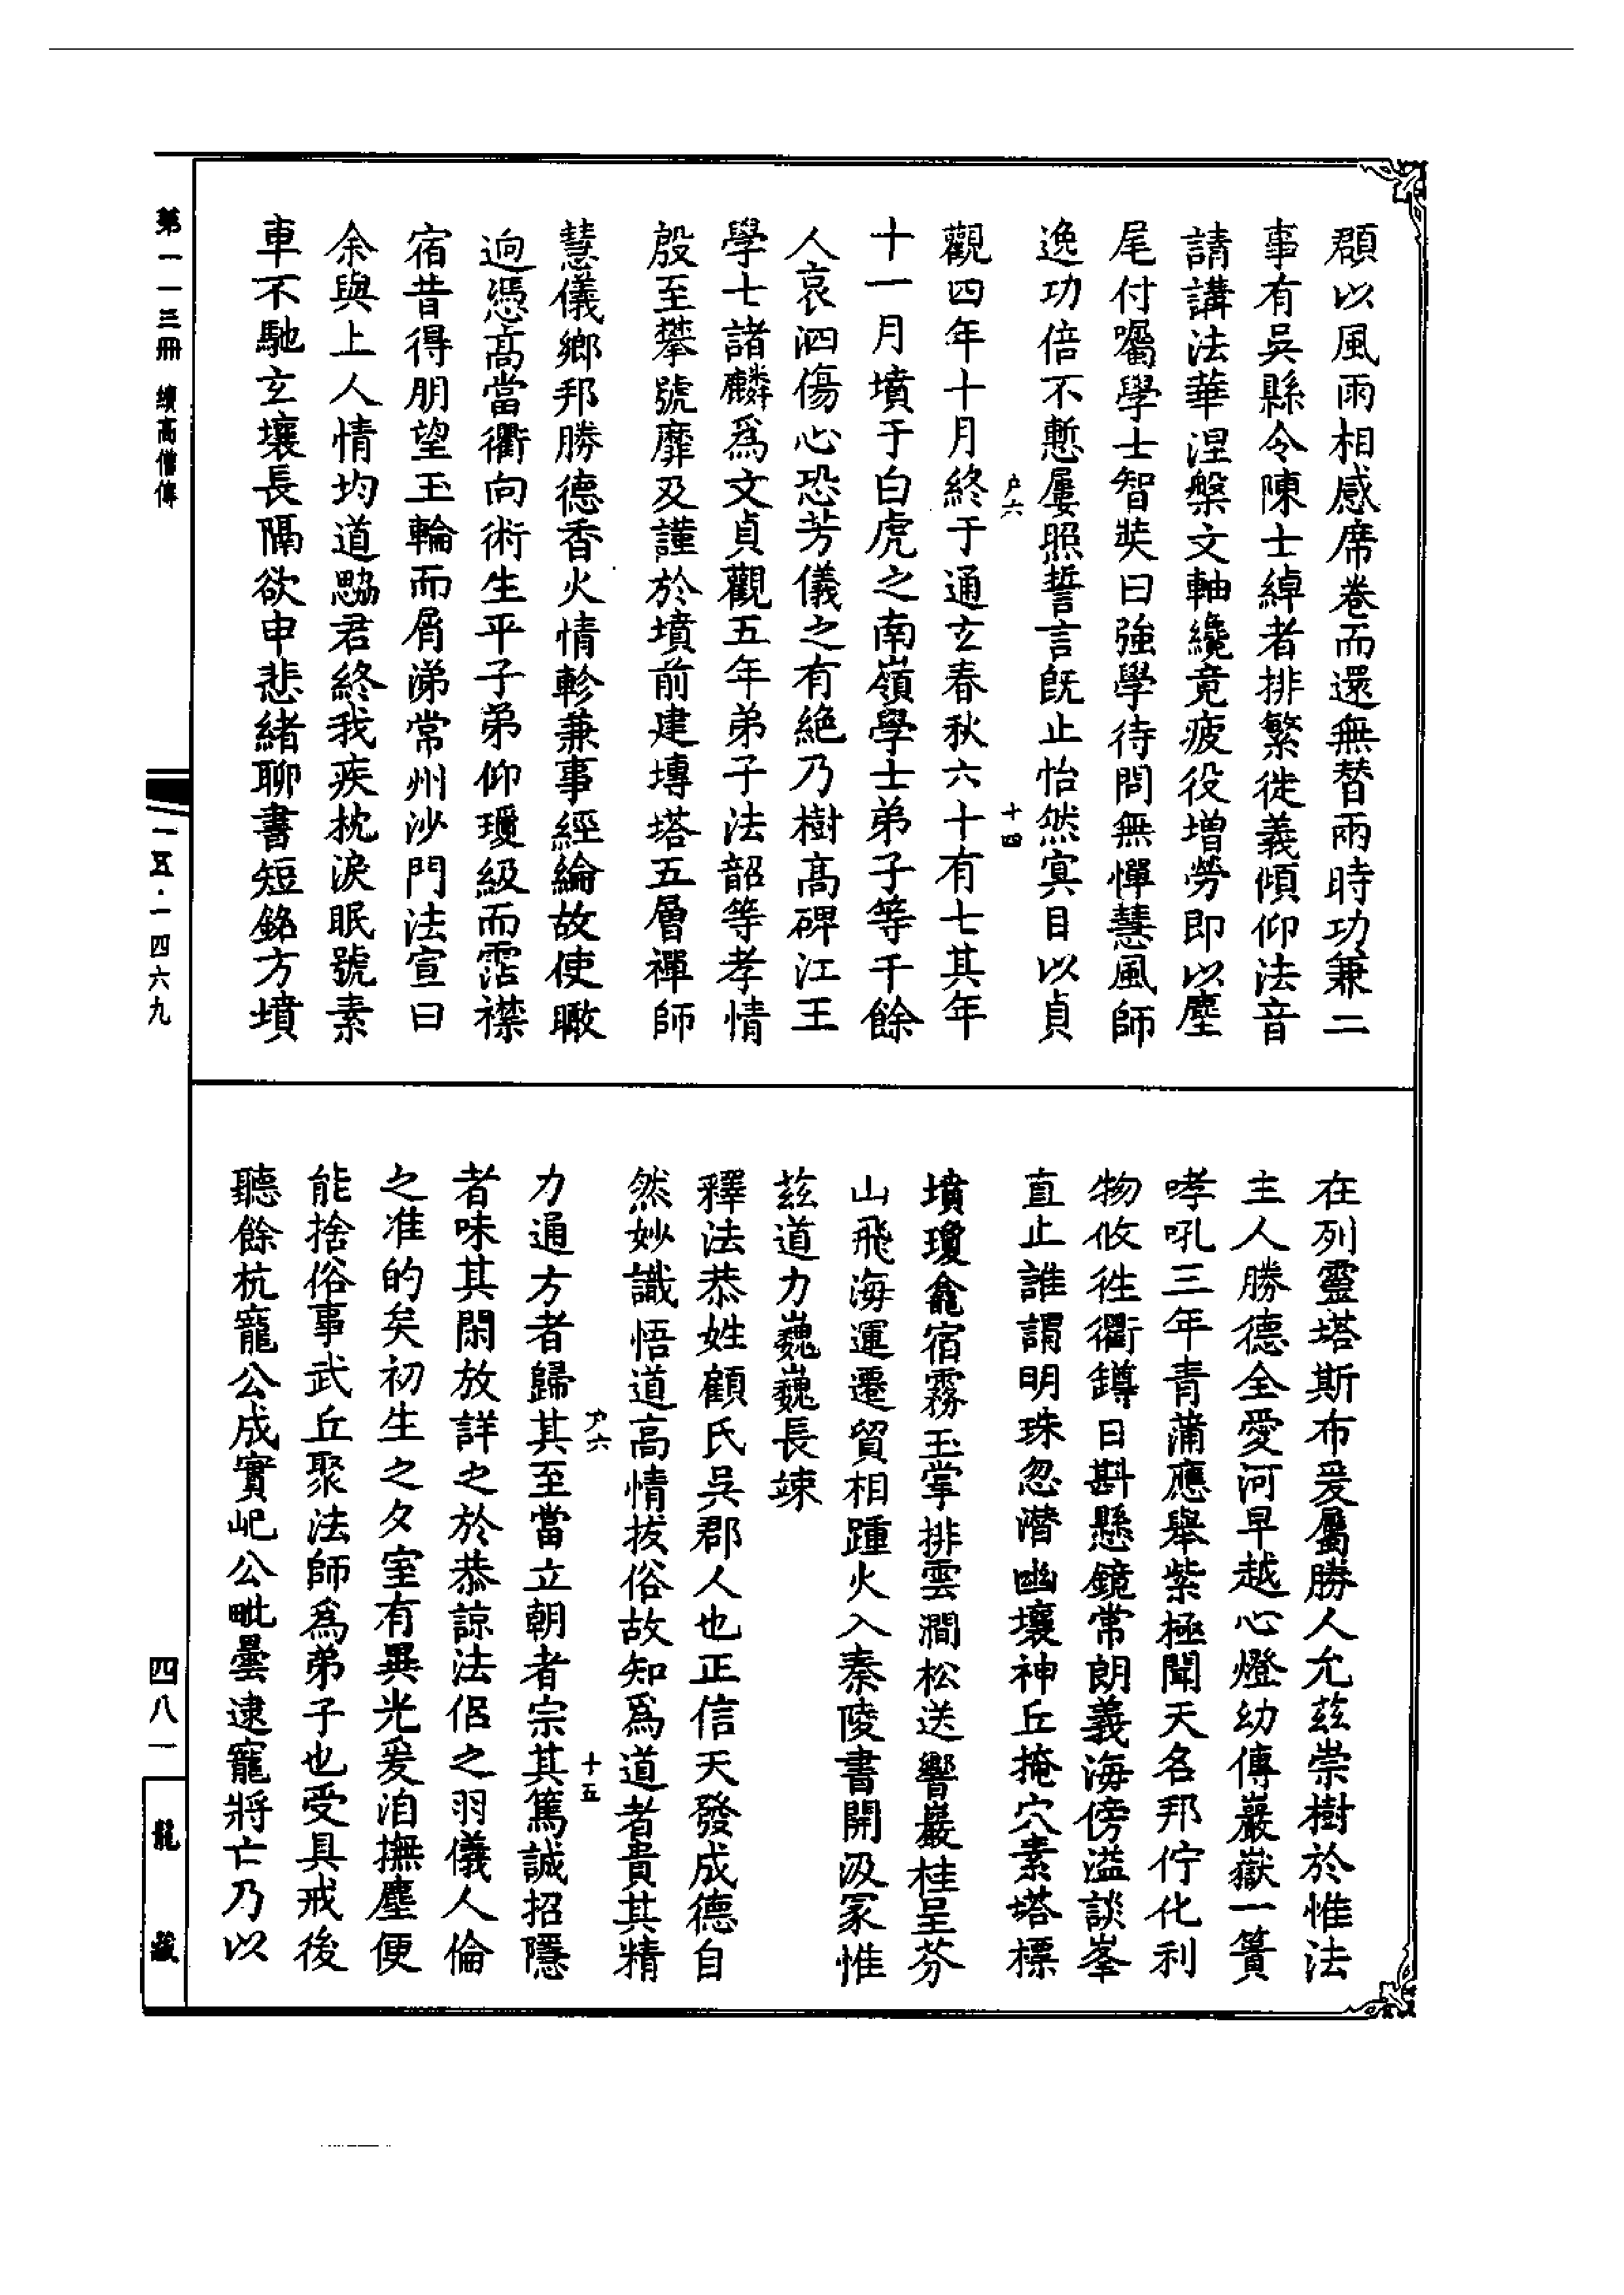 頵以風雨相感席卷而還無替兩時功兼二
事有吳縣令陳士綽者排繁徙義傾仰法音
請講法華涅槃文軸纔竟疲役增勞即以麈
尾付囑學士智奘曰強學待問無憚慧風師
逸功倍不慙屢照誓言旣止怡然寘目以貞
戶六
十四
觀四年十月終于通玄春秋六十有七其年
十一月墳于白虎之南嶺學士弟子等千餘
人哀泗傷心恐芳儀之有絶乃樹高碑江王
學士諸麟爲文貞觀五年弟子法韶等孝情
殷至攀號靡及謹於墳前建塼塔五層禪師
慧儀鄉邦勝德香火情軫兼事經綸故使瞰
逈憑高當衢向術生平子弟仰瓊級而霑襟
宿昔得朋望玉輪而屑涕常州沙門法宣曰
余與上人情均道恊君終我疾枕淚眠號素
車不馳玄壤長隔欲申悲緒聊書短銘方墳
在列靈塔斯布爰屬勝人允茲崇樹於惟法
主人勝德全愛河早越心燈幼傳巖嶽一簣
哮吼三年青蒲應舉紫極聞天名邦佇化利
物攸徃衢罇日斟懸鏡常朗義海傍溢談峯
直止誰謂明珠忽潛幽壤神丘掩穴素塔標
墳瓊龕宿霧玉掌排雲澗松送響巖桂呈芬
山飛海運遷貿相踵火入秦陵書開汲冢惟
茲道力巍巍長竦
釋法恭姓顧氏吳郡人也正信天發成德自
然妙識悟道高情拔俗故知爲道者貴其精
戶六
十五
力通方者歸其至當立朝者宗其篤誠招隱
者味其閑放詳之於恭諒法侶之羽儀人倫
之准的矣初生之夕室有異光爰洎撫塵便
能捨俗事武丘聚法師爲弟子也受具戒後
聽餘杭寵公成實屺公毗曇逮寵將亡乃以
第一一三冊 續高僧傳
一五·一四六九
四八一
龍藏